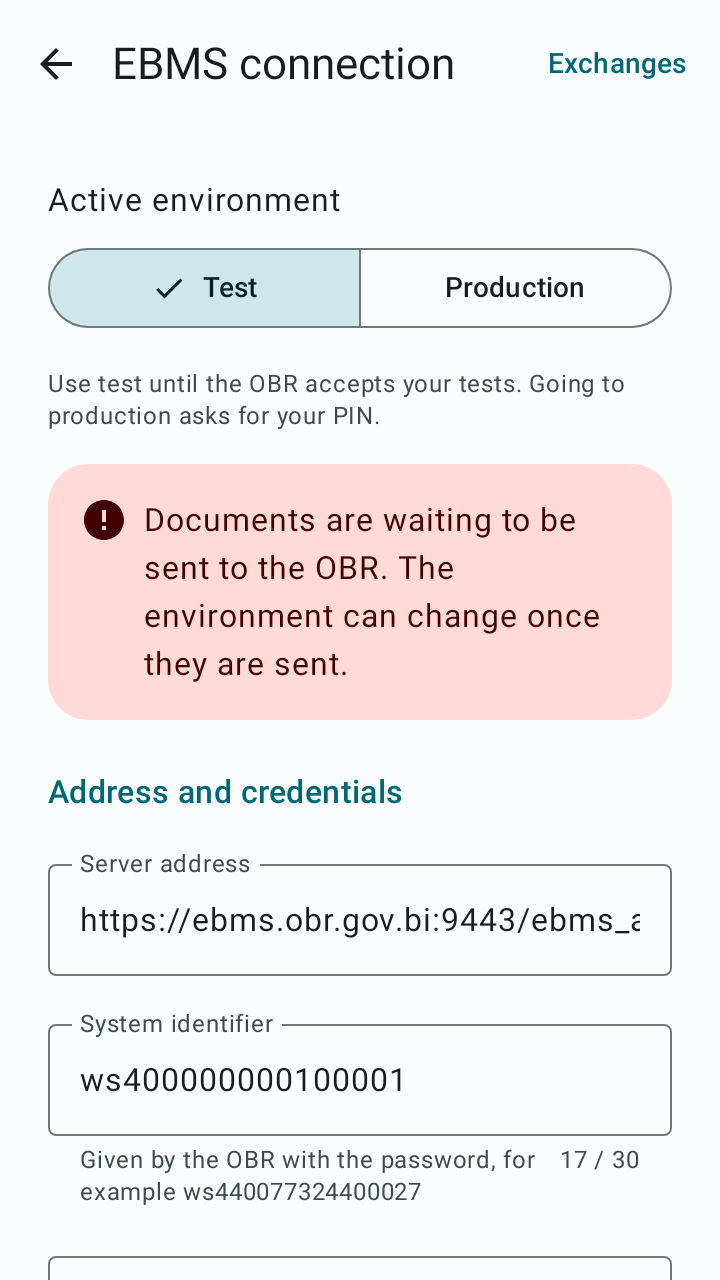 EBMS connection
Exchanges
Active environment
Test
Production
Use test until the OBR accepts your tests. Going to
production asks for your PIN.
Documents are waiting to be
sent to the OBR. The
environment can change once
they are sent.
Address and credentials
Server address
https://ebms.obr.gov.bi:9443/ebms_a
System identifier
ws400000000100001
Given by the OBR with the password, for 17 / 30
example ws440077324400027